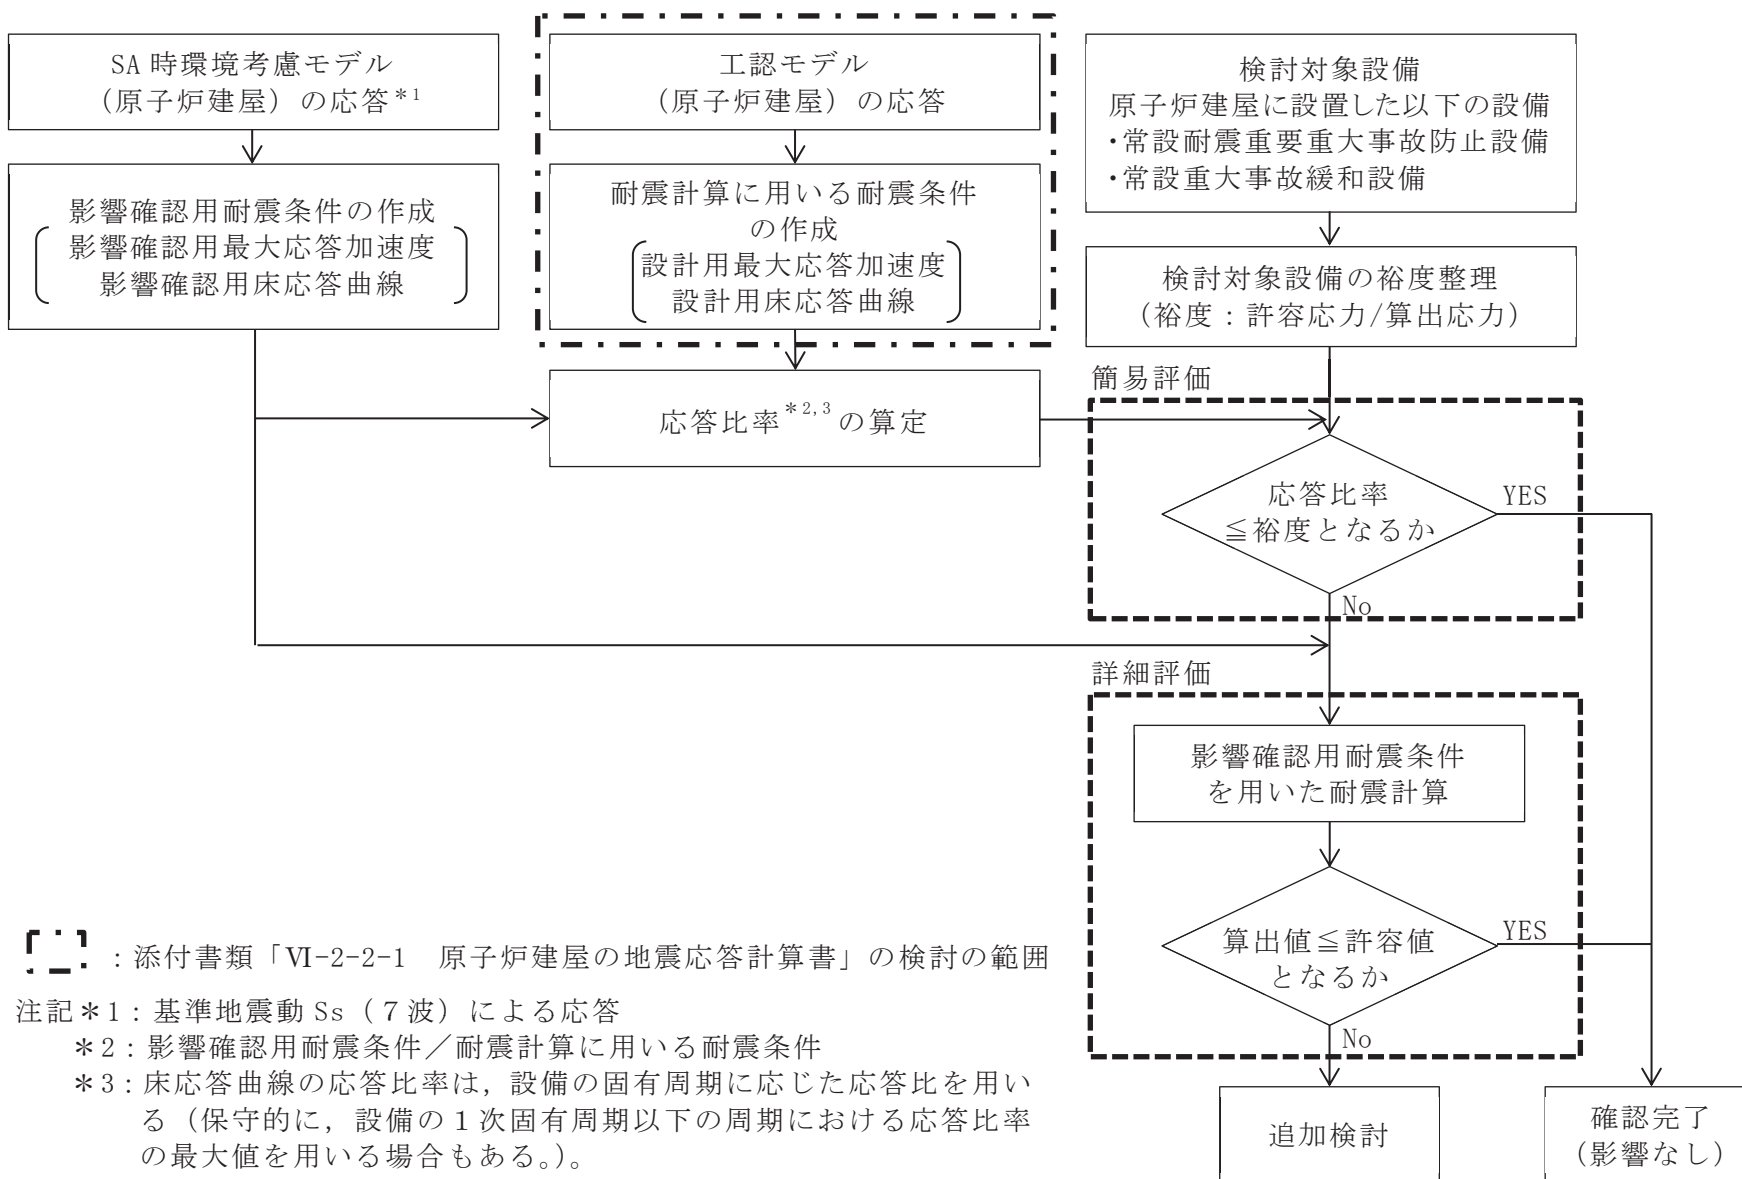 SA 時環境考慮モデル
（原子炉建屋）の応答*1
影響確認用耐震条件の作成
影響確認用最大応答加速度
影響確認用床応答曲線
工認モデル
（原子炉建屋）の応答
耐震計算に用いる耐震条件
の作成
設計用最大応答加速度
設計用床応答曲線
応答比率*2,3の算定
検討対象設備
原子炉建屋に設置した以下の設備
・常設耐震重要重大事故防止設備
・常設重大事故緩和設備
検討対象設備の裕度整理
（裕度：許容応力/算出応力）
簡易評価
応答比率
≦裕度となるか
YES
No
詳細評価
影響確認用耐震条件
を用いた耐震計算
算出値≦許容値
となるか
YES
No
追加検討
確認完了
（影響なし）
：添付書類「Ⅵ-2-2-1　原子炉建屋の地震応答計算書」の検討の範囲
注記＊1：基準地震動 Ss（７波）による応答
＊2：影響確認用耐震条件／耐震計算に用いる耐震条件
＊3：床応答曲線の応答比率は，設備の固有周期に応じた応答比を用い
る（保守的に，設備の１次固有周期以下の周期における応答比率
の最大値を用いる場合もある。）。